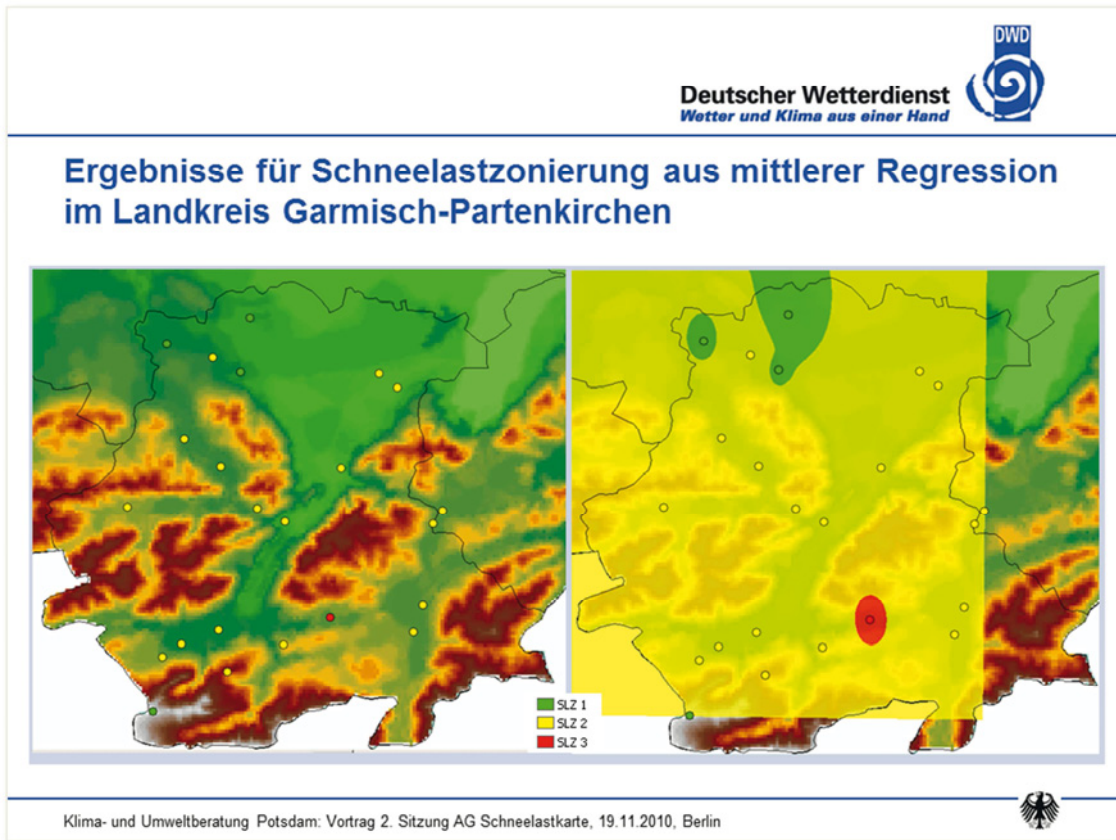 DWD
Deutscher Wetterdienst
Wetter und Klima aus einer Hand
Ergebnisse für Schneelastzonierung aus mittlerer Regression
im Landkreis Garmisch-Partenkirchen
SLZ 1
SLZ 2
SLZ 3
Klima- und Umweltberatung Potsdam: Vortrag 2. Sitzung AG Schneelastkarte, 19.11.2010, Berlin